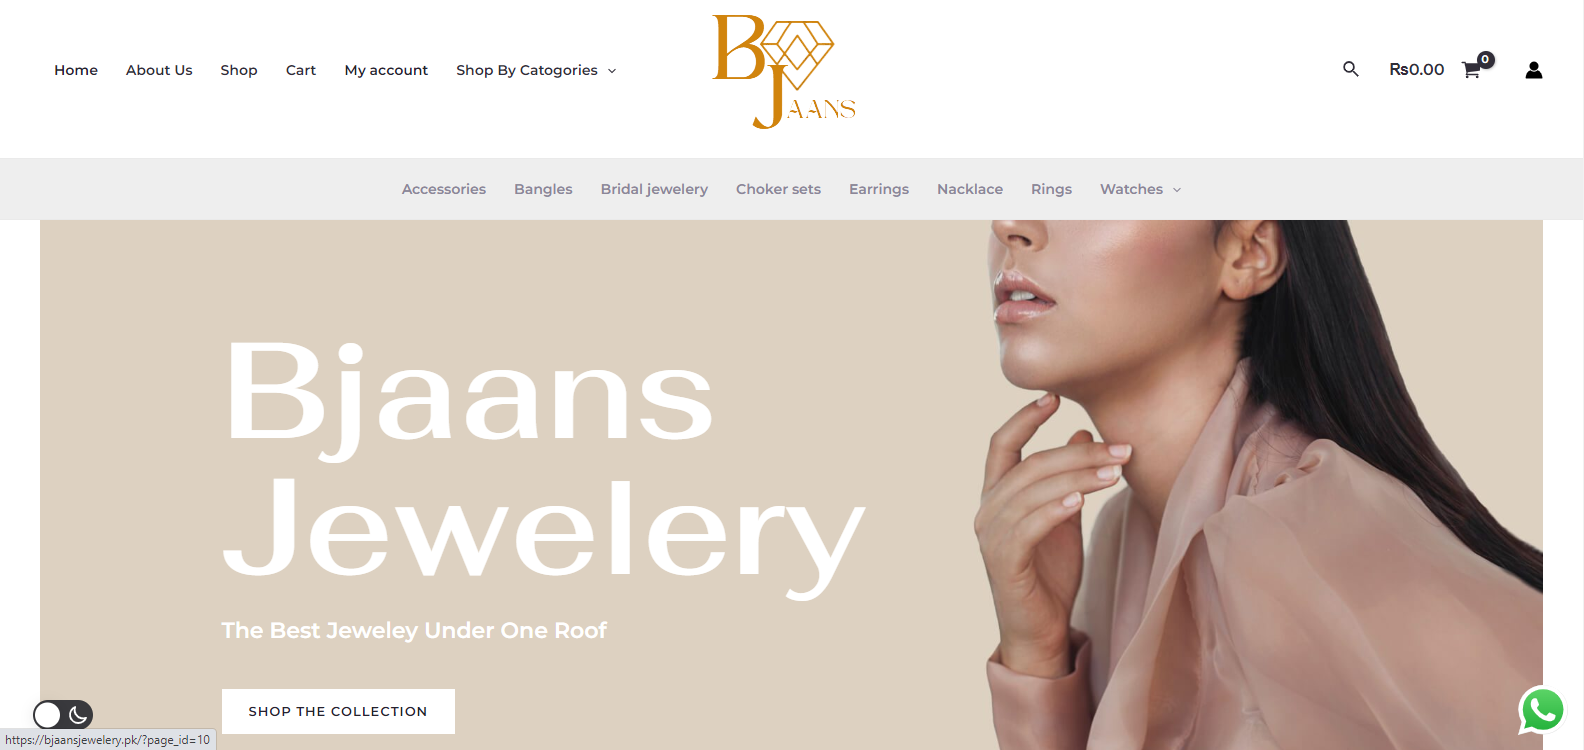 Home About Us Shop Cart My account Shop By Catogories
BJAANS
₨0.00 0
Accessories Bangles Bridal jewelery Choker sets Earrings Nacklace Rings Watches
Bjaans
Jewelery
The Best Jeweley Under One Roof
SHOP THE COLLECTION
https://bjaansjewelery.pk/?page_id=10